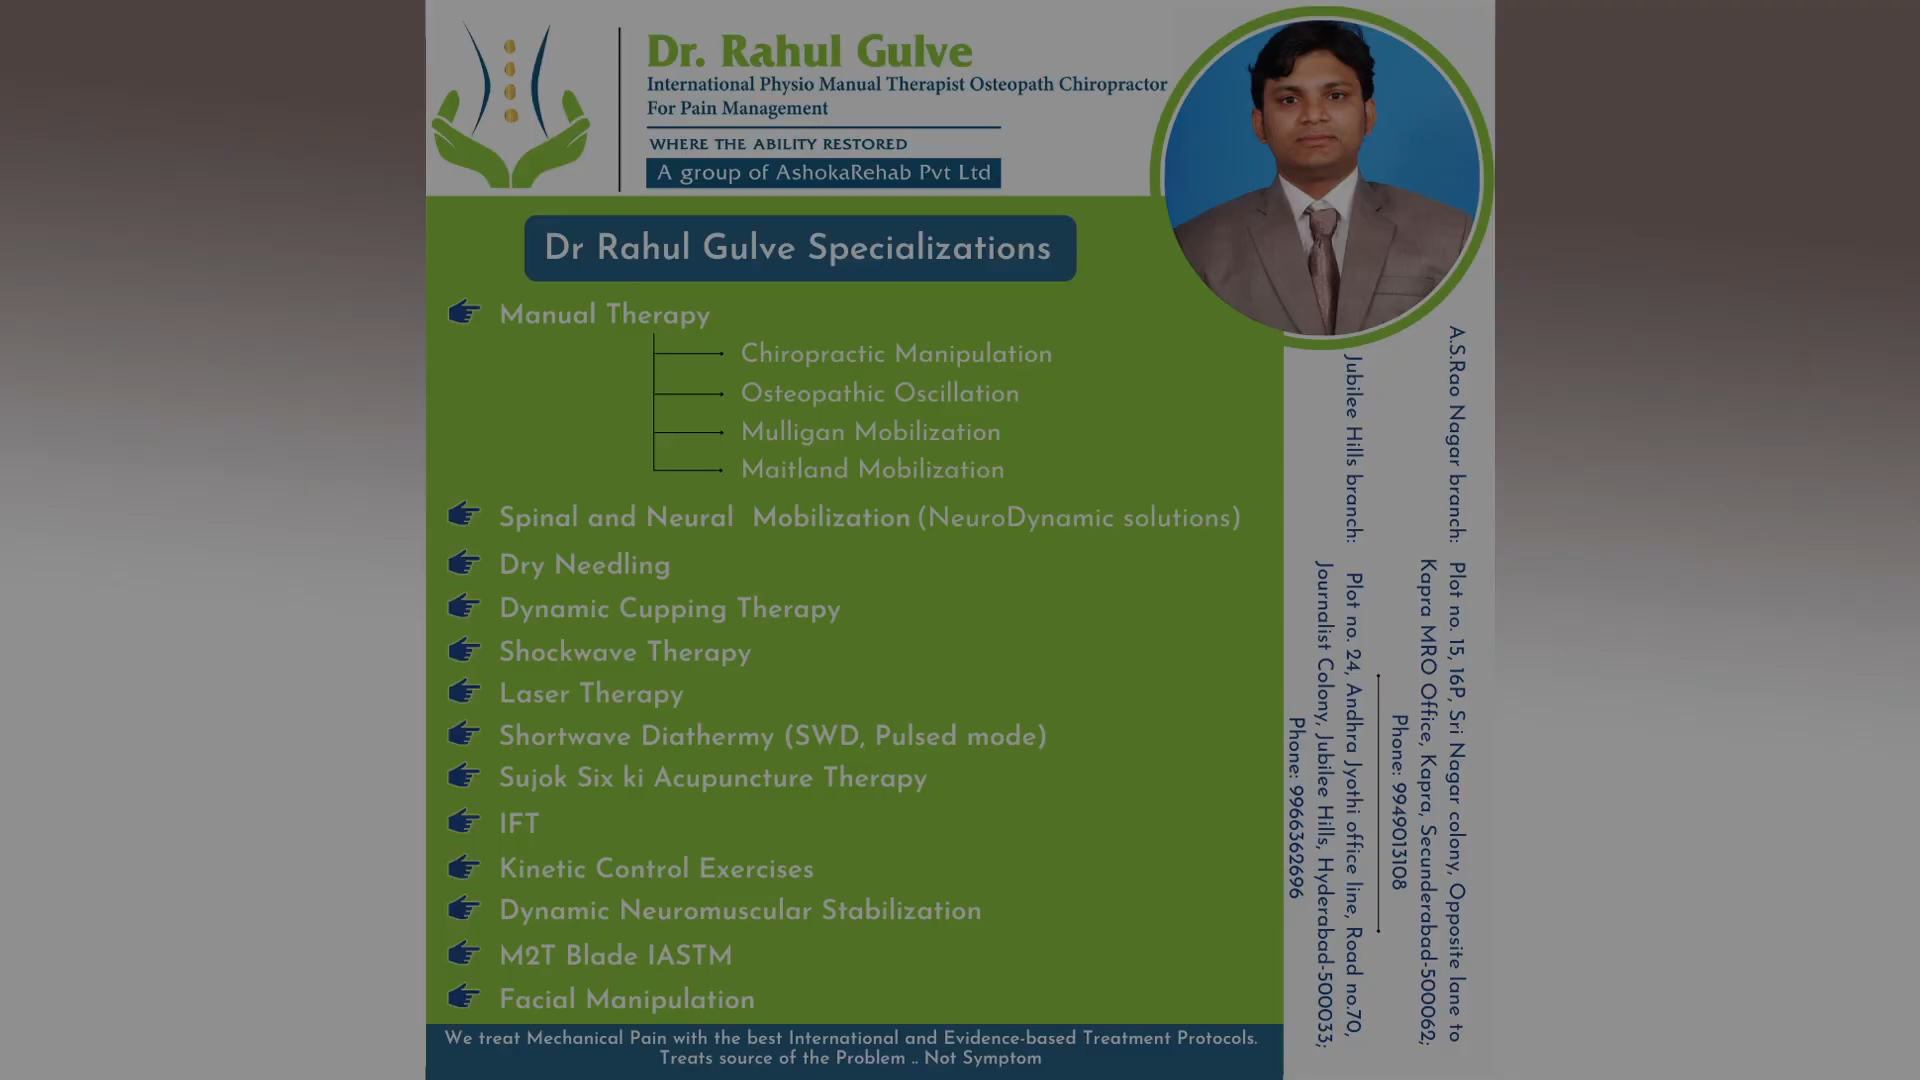 Dr. Rahul Gulve
International Physio Manual Therapist Osteopath Chiropractor
For Pain Management
WHERE THE ABILITY RESTORED
A group of AshokaRehab Pvt Ltd
Dr Rahul Gulve Specializations
Manual Therapy
Chiropractic Manipulation
Osteopathic Oscillation
Mulligan Mobilization
Maitland Mobilization
Spinal and Neural Mobilization (NeuroDynamic solutions)
Dry Needling
Dynamic Cupping Therapy
Shockwave Therapy
Laser Therapy
Shortwave Diathermy (SWD, Pulsed mode)
Sujok Six ki Acupuncture Therapy
IFT
Kinetic Control Exercises
Dynamic Neuromuscular Stabilization
M2T Blade IASTM
Facial Manipulation
We treat Mechanical Pain with the best International and Evidence-based Treatment Protocols.
Treats source of the Problem .. Not Symptom
A.S.Rao Nagar branch: Plot no. 15, 16P, Sri Nagar colony, Opposite lane to
Kapra MRO Office, Kapra, Secunderabad-500062;
Phone: 9949013108
Jubilee Hills branch: Plot no. 24, Andhra Jyothi office line, Road no.70,
Journalist Colony, Jubilee Hills, Hyderabad-500033;
Phone: 9966362696